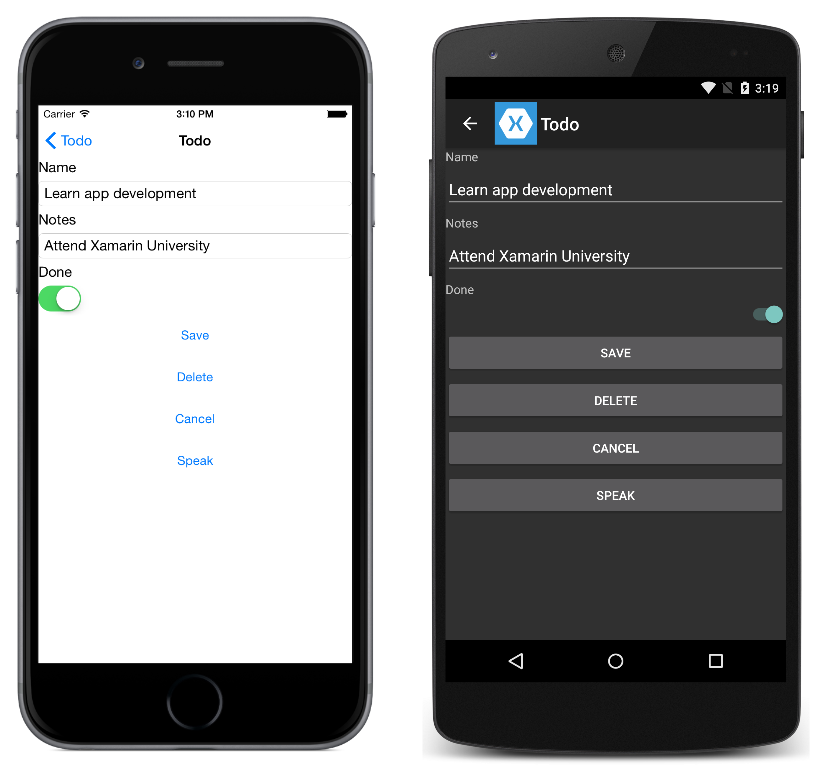 Carrier 3:10 PM
Todo Todo
Name
Learn app development
Notes
Attend Xamarin University
Done
Save
Delete
Cancel
Speak
3:19
X Todo
Name
Learn app development
Notes
Attend Xamarin University
Done
SAVE
DELETE
CANCEL
SPEAK